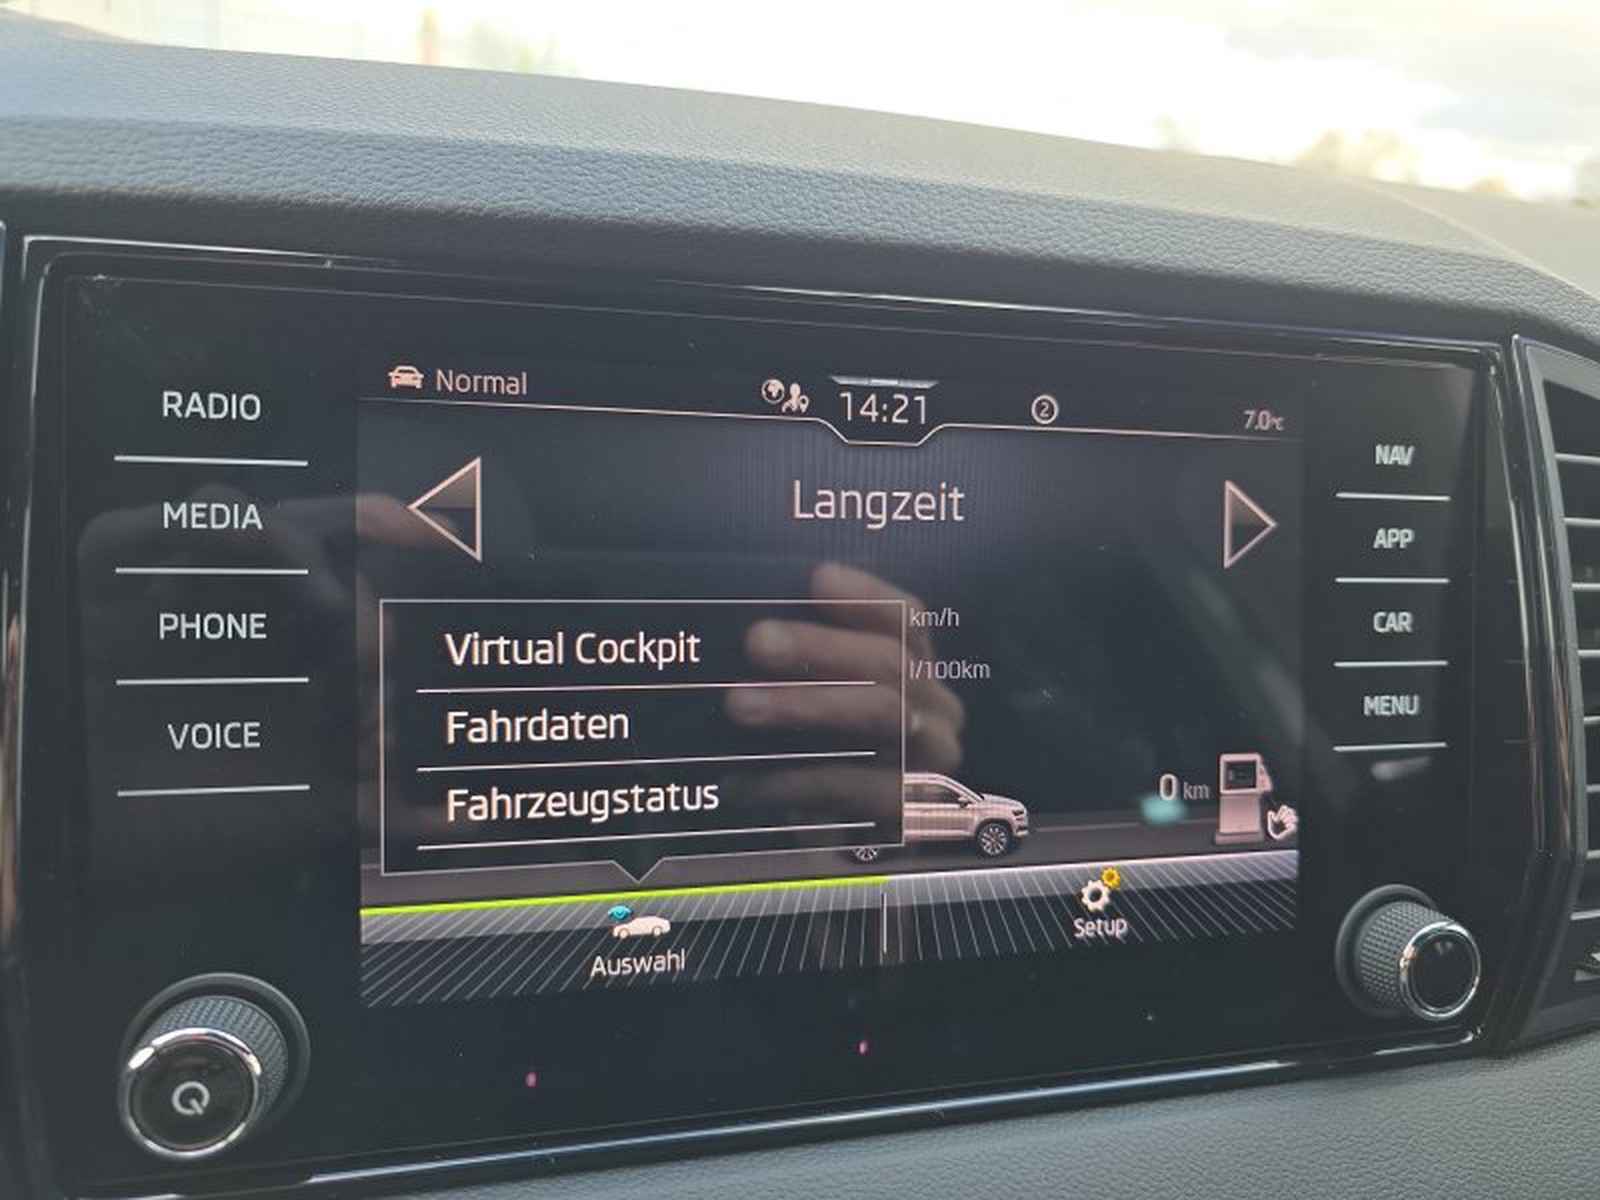 RADIO
MEDIA
PHONE
VOICE
Normal
14:21
2
7.0°C
Langzeit
km/h
l/100km
Virtual Cockpit
Fahrdaten
Fahrzeugstatus
0 km
Auswahl
Setup
NAV
APP
CAR
MENU